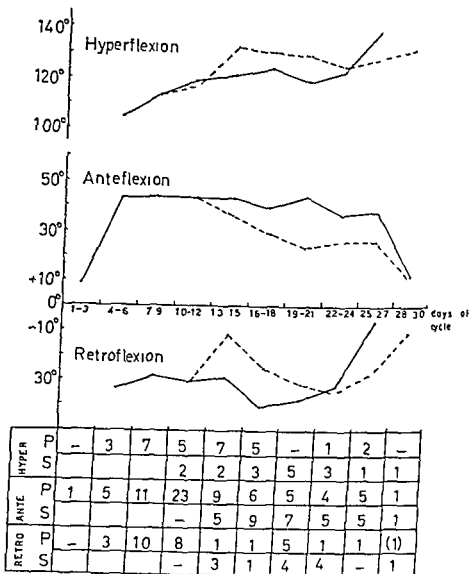 140°
Hyperflexion
120°
100°
50°
Anteflexion
30°
+10°
0°
1-3 4-6 7 9 10-12 13 15 16-18 19-21 22-24 25 27 28 30 days of
cycle
-10°
Retroflexion
30°
HYPER P - 3 7 5 7 5 - 1 2 -
S 2 2 3 5 3 1 1
ANTE P 1 5 11 23 9 6 5 4 5 1
S - 5 9 7 5 5 1
RETRO P - 3 10 8 1 1 5 1 1 (1)
S - 3 1 4 4 - 1